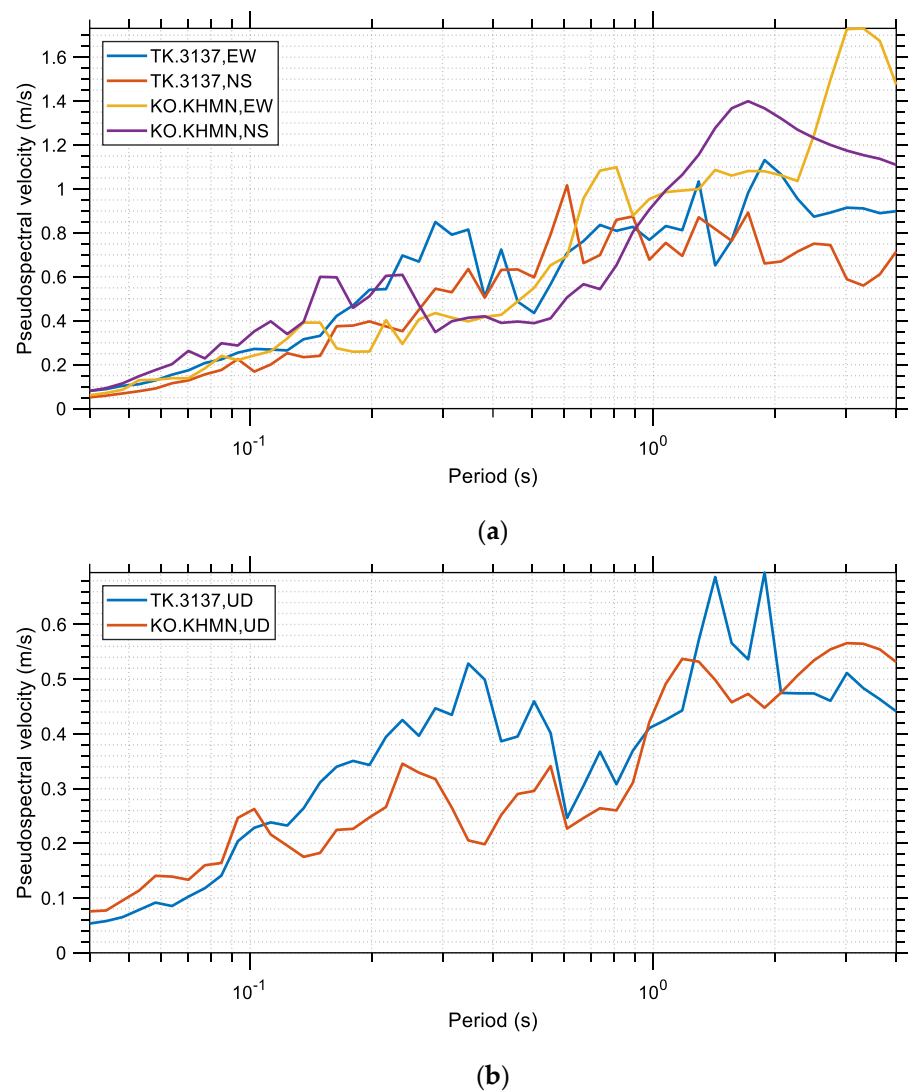 TK.3137,EW
TK.3137,NS
KO.KHMN,EW
KO.KHMN,NS
Pseudospectral velocity (m/s)
1.6
1.4
1.2
1
0.8
0.6
0.4
0.2
0
10^-1
10^0
Period (s)
(a)
TK.3137,UD
KO.KHMN,UD
Pseudospectral velocity (m/s)
0.6
0.5
0.4
0.3
0.2
0.1
0
10^-1
10^0
Period (s)
(b)